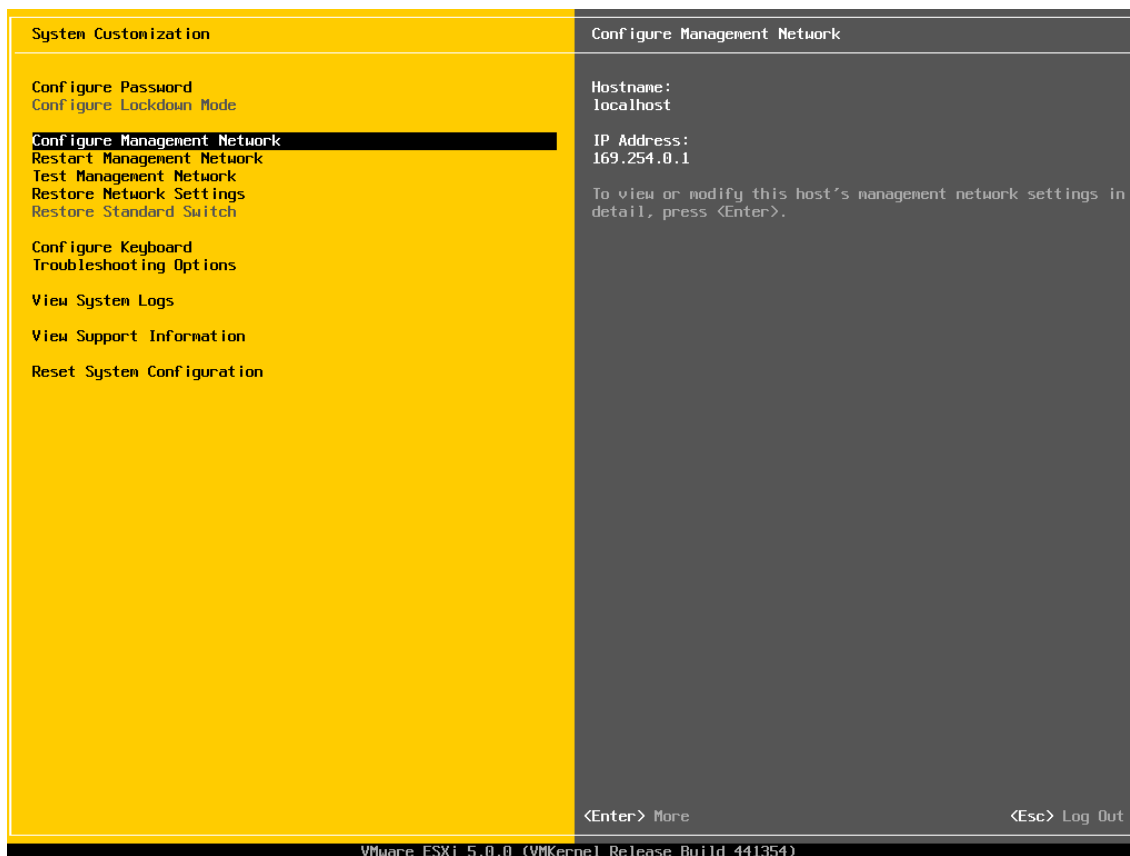 System Customization
Configure Password
Configure Lockdown Mode
Configure Management Network
Restart Management Network
Test Management Network
Restore Network Settings
Restore Standard Switch
Configure Keyboard
Troubleshooting Options
View System Logs
View Support Information
Reset System Configuration
Configure Management Network
Hostname:
localhost
IP Address:
169.254.0.1
To view or modify this host's management network settings in
detail, press <Enter>.
<Enter> More
<Esc> Log Out
VMware ESXi 5.0.0 (VMKernel Release Build 441354)